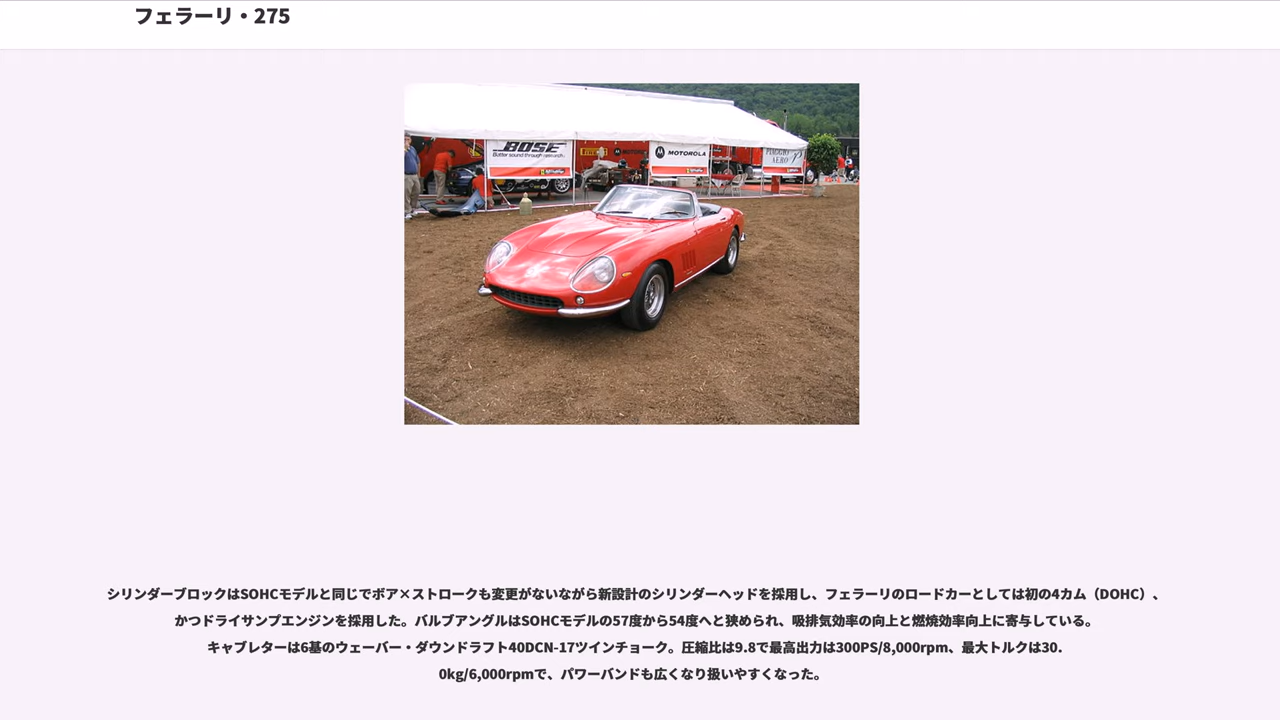 フェラーリ・275
BOSE
Better sound through research.
MOTOROLA
PIAGGIO
AERO
シリンダーブロックはSOHCモデルと同じでボア×ストロークも変更がないながら新設計のシリンダーヘッドを採用し、フェラーリのロードカーとしては初の4カム（DOHC）、
かつドライサンプエンジンを採用した。バルブアングルはSOHCモデルの57度から54度へと狭められ、吸排気効率の向上と燃焼効率向上に寄与している。
キャブレターは6基のウェーバー・ダウンドラフト40DCN-17ツインチョーク。圧縮比は9.8で最高出力は300PS/8,000rpm、最大トルクは30.
0kg/6,000rpmで、パワーバンドも広くなり扱いやすくなった。